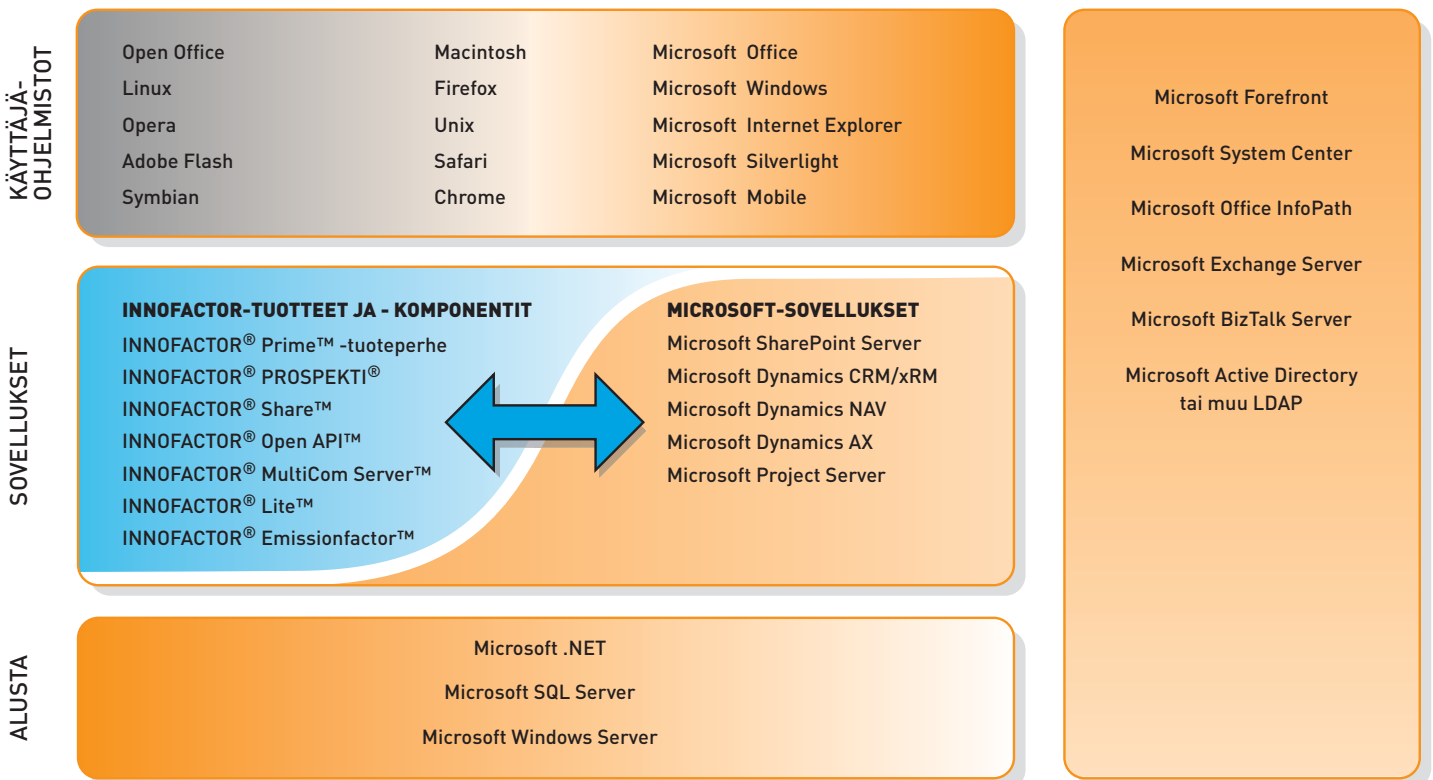 KÄYTTÄJÄ-
OHJELMISTOT
Open Office
Linux
Opera
Adobe Flash
Symbian
Macintosh
Firefox
Unix
Safari
Chrome
Microsoft Office
Microsoft Windows
Microsoft Internet Explorer
Microsoft Silverlight
Microsoft Mobile
SOVELLUKSET
INNOFACTOR-TUOTTEET JA - KOMPONENTIT
INNOFACTOR® Prime™ -tuoteperhe
INNOFACTOR® PROSPEKTI®
INNOFACTOR® Share™
INNOFACTOR® Open API™
INNOFACTOR® MultiCom Server™
INNOFACTOR® Lite™
INNOFACTOR® Emissionfactor™
MICROSOFT-SOVELLUKSET
Microsoft SharePoint Server
Microsoft Dynamics CRM/xRM
Microsoft Dynamics NAV
Microsoft Dynamics AX
Microsoft Project Server
ALUSTA
Microsoft .NET
Microsoft SQL Server
Microsoft Windows Server
Microsoft Forefront
Microsoft System Center
Microsoft Office InfoPath
Microsoft Exchange Server
Microsoft BizTalk Server
Microsoft Active Directory
tai muu LDAP